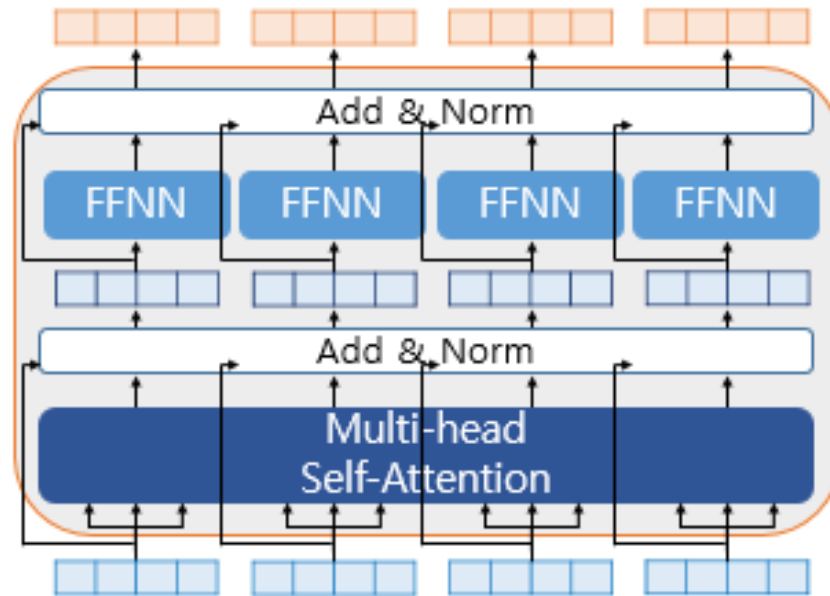 Add & Norm
FFNN FFNN FFNN FFNN
Add & Norm
Multi-head
Self-Attention